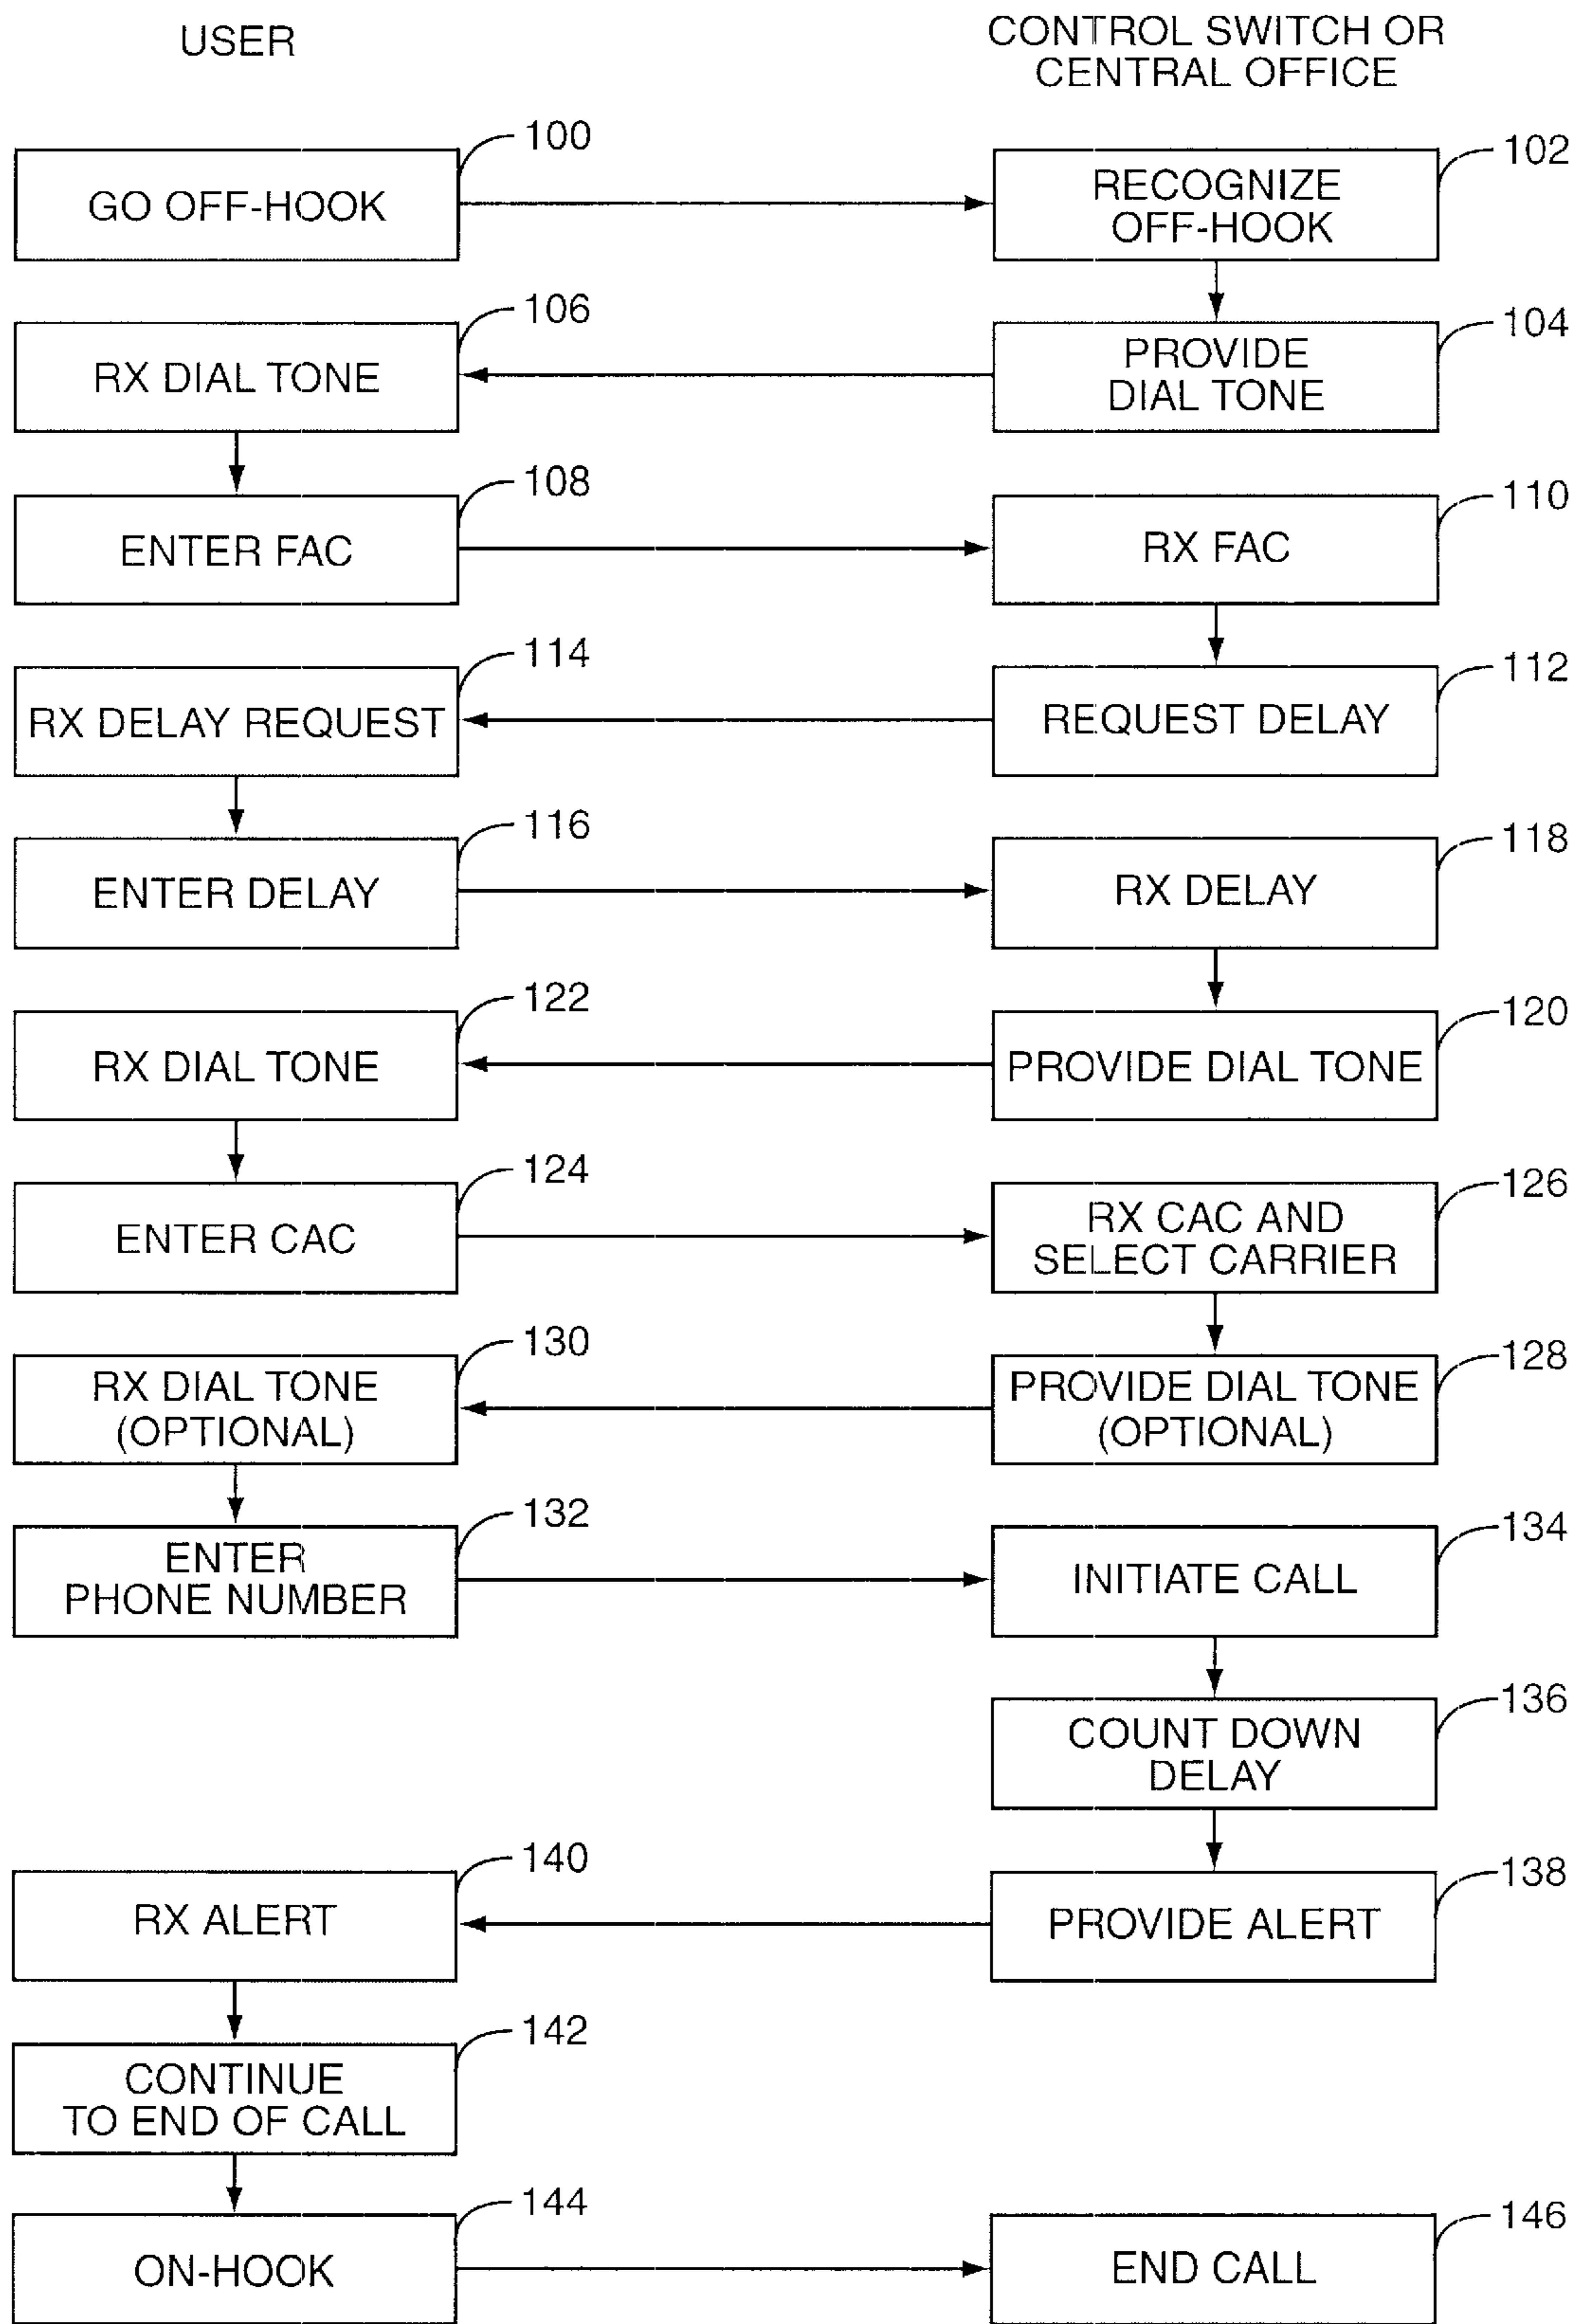 USER
CONTROL SWITCH OR
CENTRAL OFFICE
100
GO OFF-HOOK
102
RECOGNIZE
OFF-HOOK
106
RX DIAL TONE
104
PROVIDE
DIAL TONE
108
ENTER FAC
110
RX FAC
114
RX DELAY REQUEST
112
REQUEST DELAY
116
ENTER DELAY
118
RX DELAY
122
RX DIAL TONE
120
PROVIDE DIAL TONE
124
ENTER CAC
126
RX CAC AND
SELECT CARRIER
130
RX DIAL TONE
(OPTIONAL)
128
PROVIDE DIAL TONE
(OPTIONAL)
132
ENTER
PHONE NUMBER
134
INITIATE CALL
136
COUNT DOWN
DELAY
140
RX ALERT
138
PROVIDE ALERT
142
CONTINUE
TO END OF CALL
144
ON-HOOK
146
END CALL